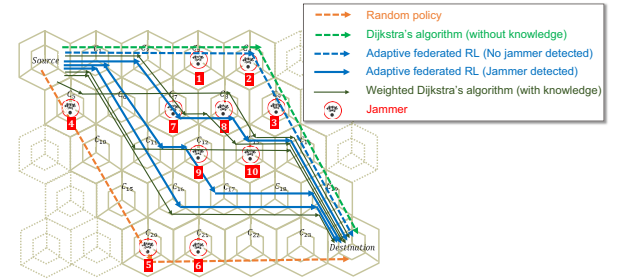 Random policy
Dijkstra's algorithm (without knowledge)
Adaptive federated RL (No jammer detected)
Adaptive federated RL (Jammer detected)
Weighted Dijkstra's algorithm (with knowledge)
Jammer
Source
1
2
4
7
8
3
C10
C12
9
10
C15
C16
C17
C18
C20
C21
C22
C23
Destination
5
6